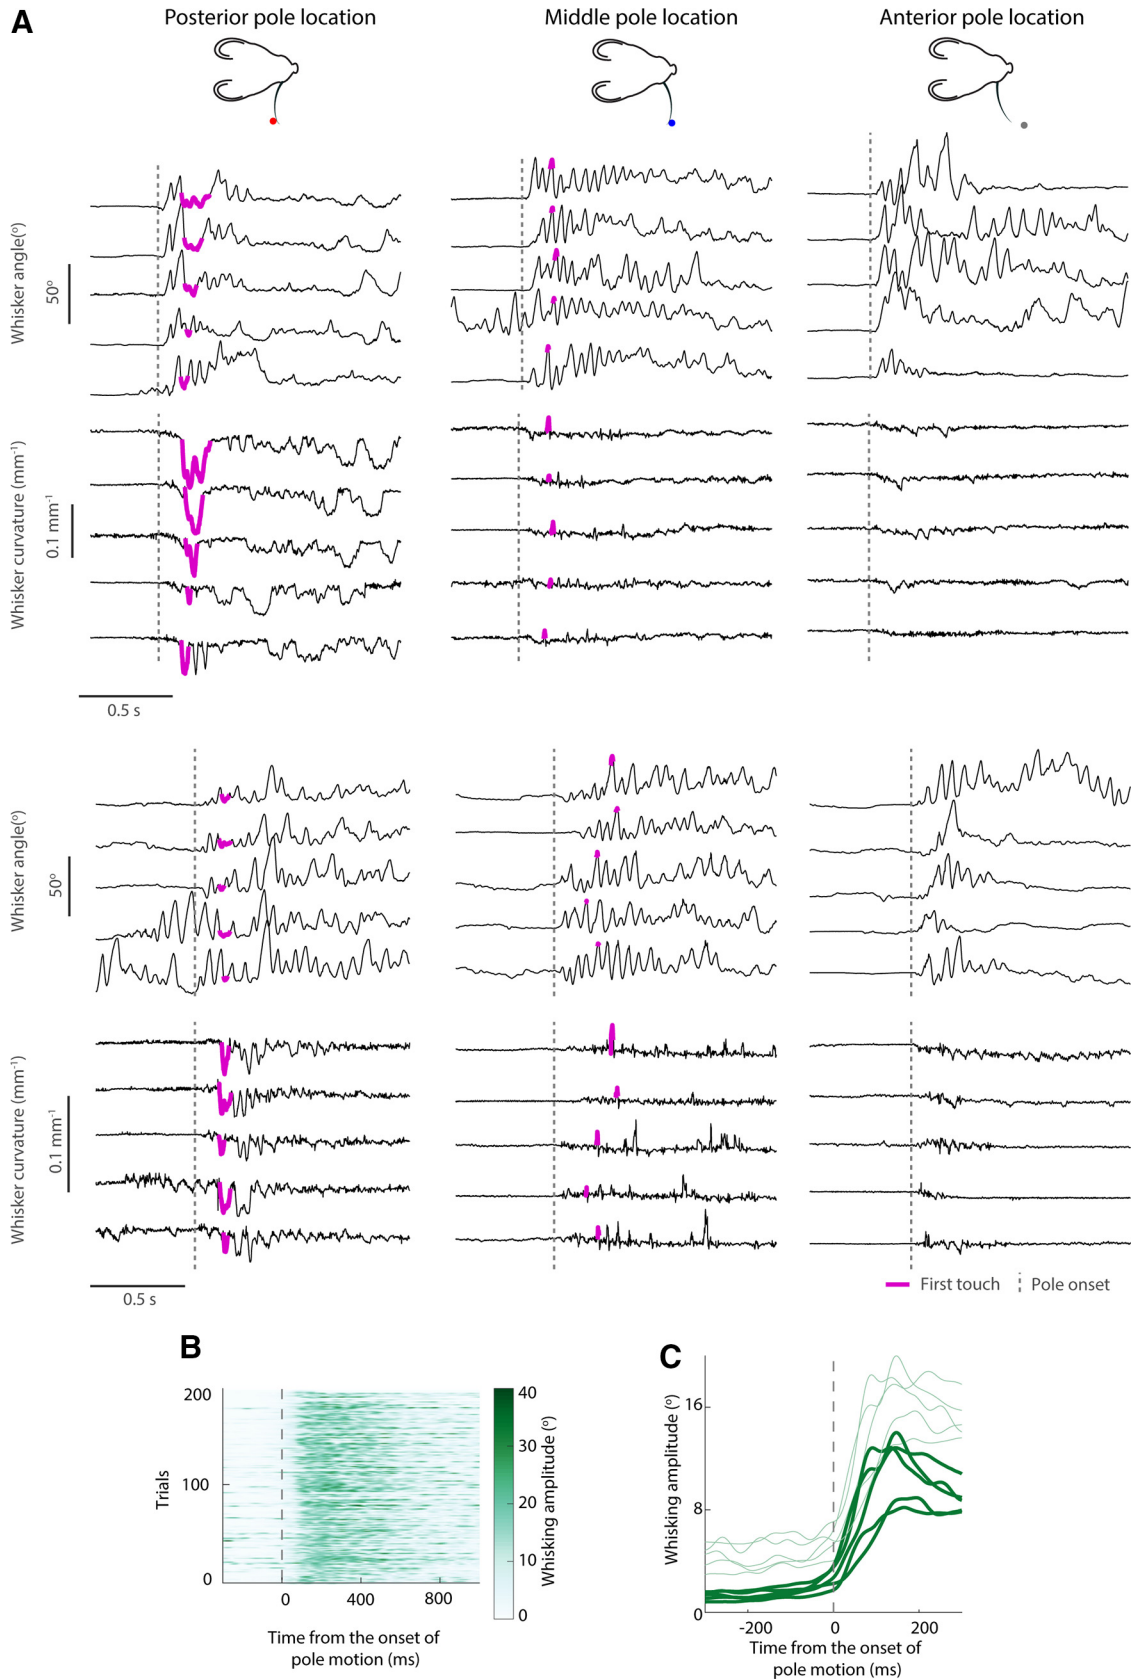 A
Posterior pole location
Middle pole location
Anterior pole location
Whisker angle(º)
50º
Whisker curvature (mm⁻¹)
0.1 mm⁻¹
0.5 s
Whisker angle(º)
50º
Whisker curvature (mm⁻¹)
0.1 mm⁻¹
0.5 s
First touch
Pole onset
B
200
100
0
Trials
0
400
800
Time from the onset of
pole motion (ms)
40
30
20
10
0
Whisking amplitude (º)
C
16
8
0
Whisking amplitude (º)
-200
0
200
Time from the onset of
pole motion (ms)